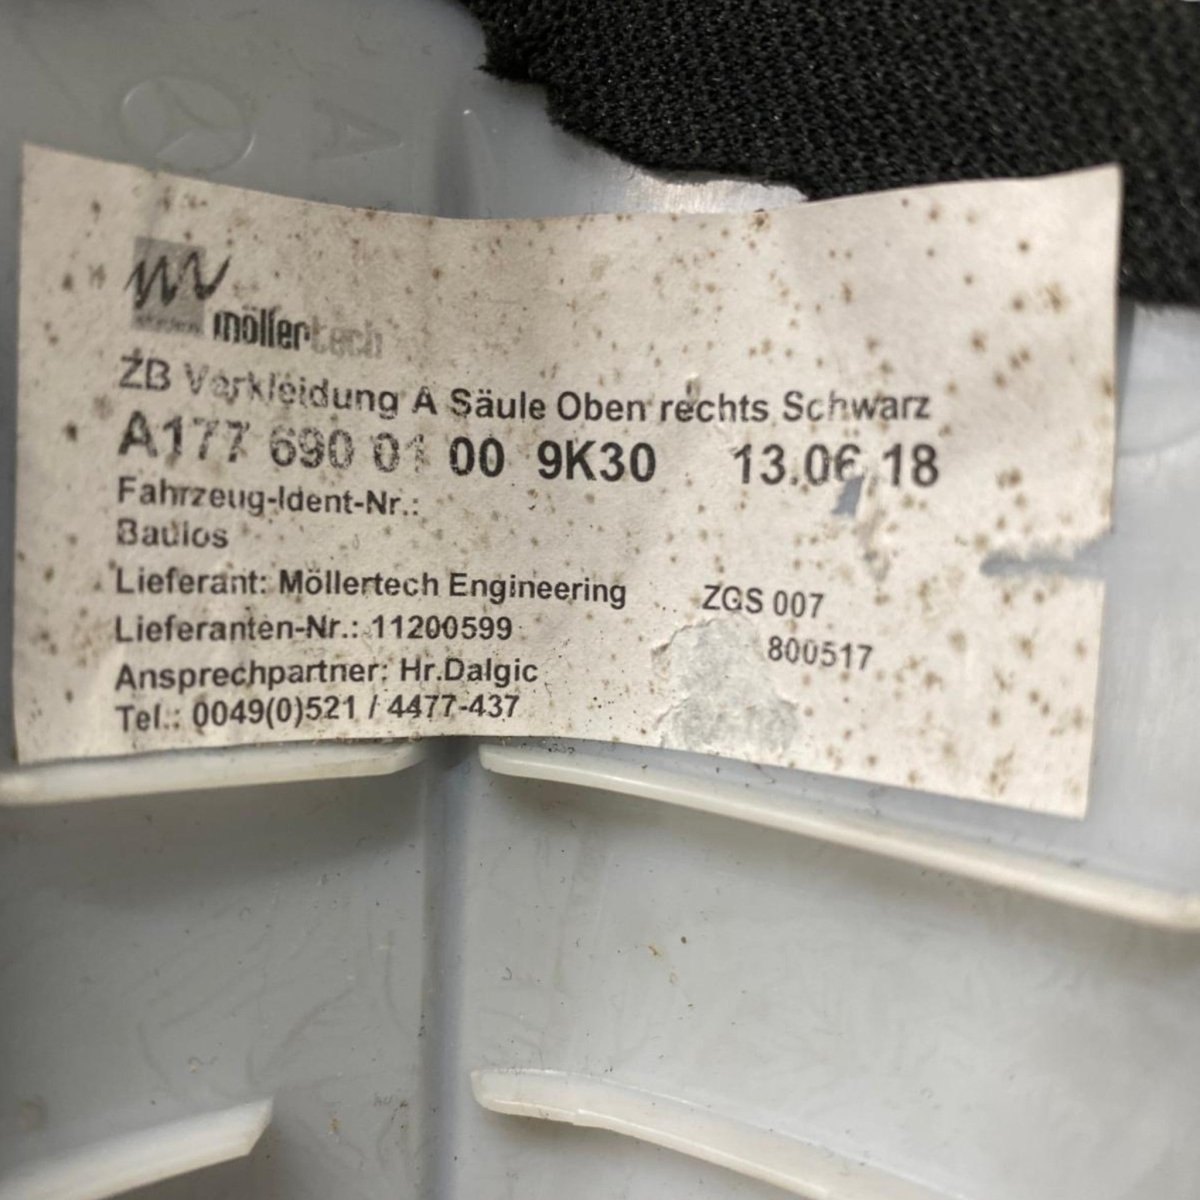 möllertech
ZB Verkleidung A Säule Oben rechts Schwarz
A177 690 01 00 9K30 13.06.18
Fahrzeug-Ident-Nr.:
Baulos
Lieferant: Möllertech Engineering ZGS 007
Lieferanten-Nr.: 11200599 800517
Ansprechpartner: Hr.Dalgic
Tel.: 0049(0)521 / 4477-437